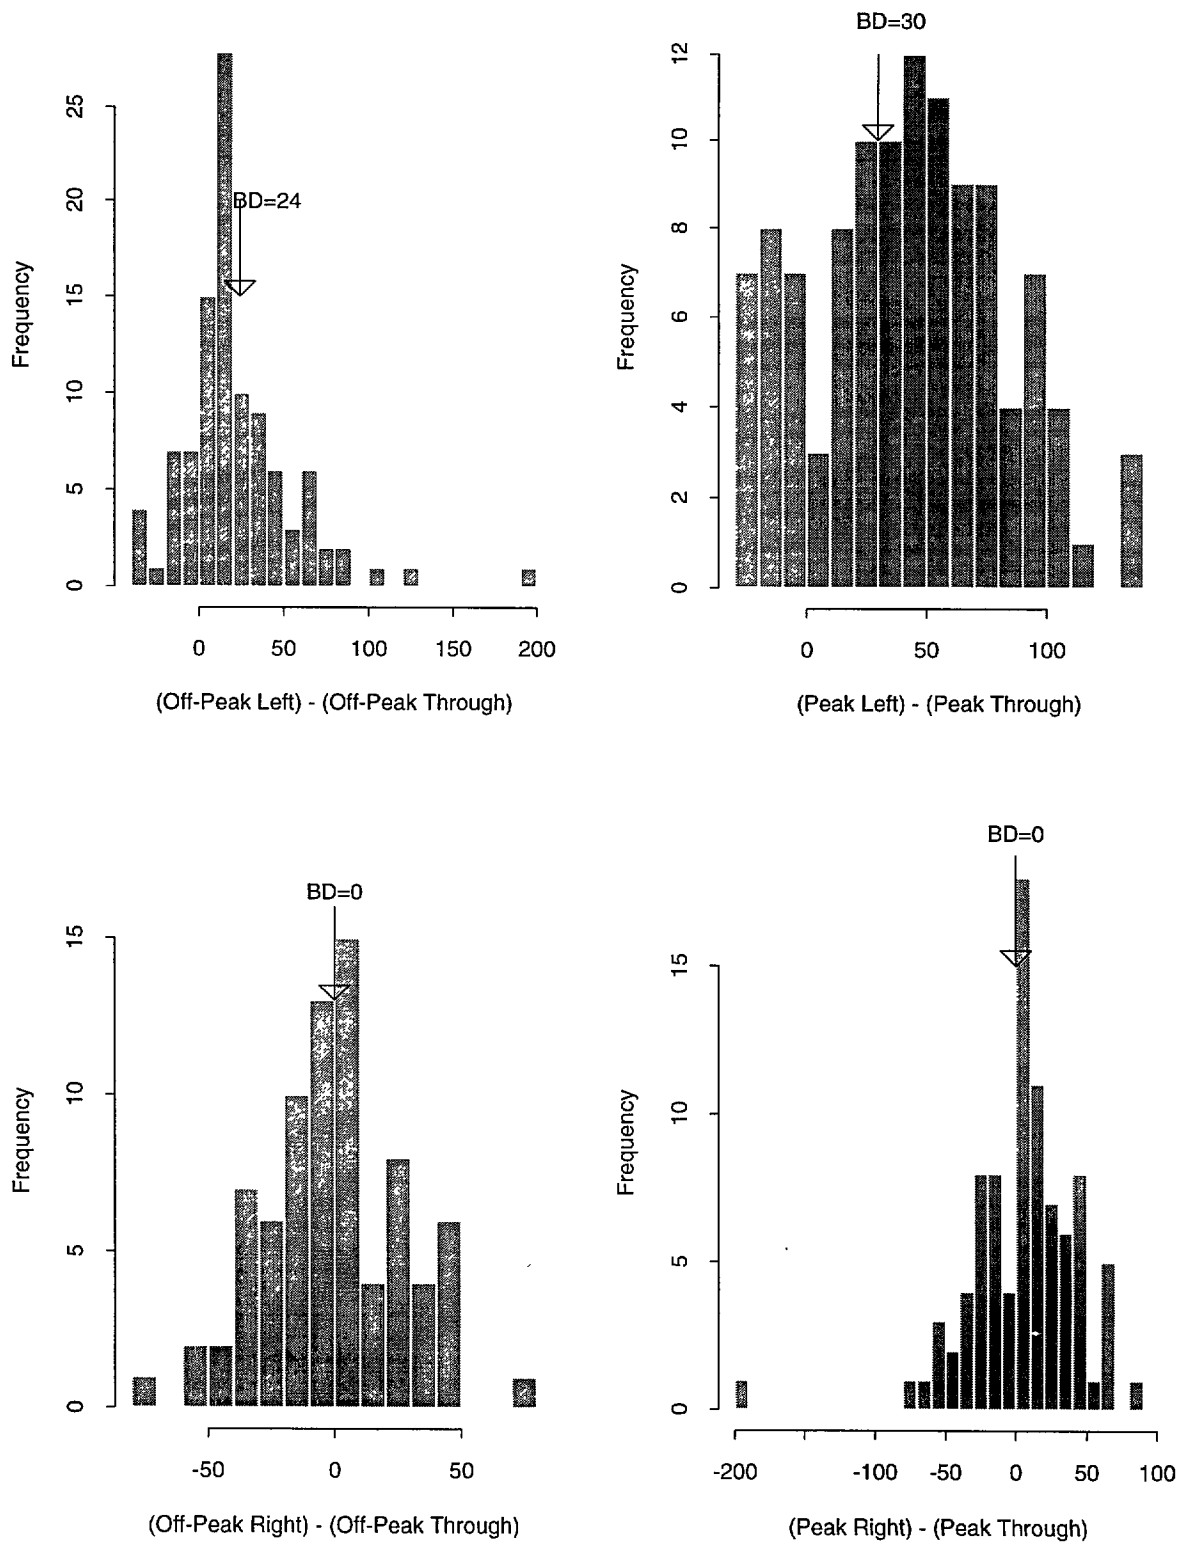 BD=24
Frequency
0 5 10 15 20 25
0 50 100 150 200
(Off-Peak Left) - (Off-Peak Through)
BD=30
Frequency
0 2 4 6 8 10 12
0 50 100
(Peak Left) - (Peak Through)
BD=0
Frequency
0 5 10 15
-50 0 50
(Off-Peak Right) - (Off-Peak Through)
BD=0
Frequency
0 5 10 15
-200 -100 -50 0 50 100
(Peak Right) - (Peak Through)